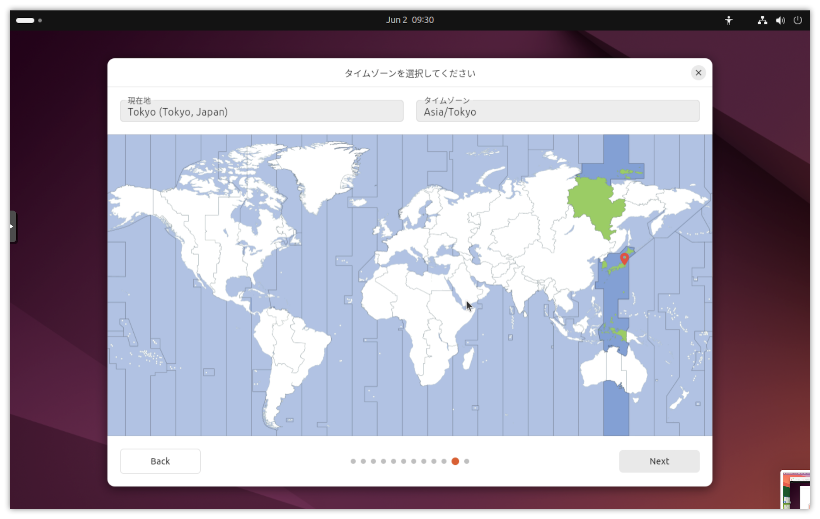 Jun 2 09:30
タイムゾーンを選択してください
現在地
Tokyo (Tokyo, Japan)
タイムゾーン
Asia/Tokyo
Back
Next